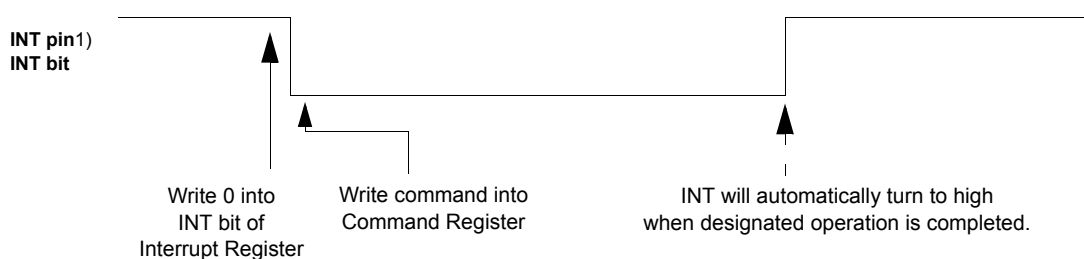 INT pin1)
INT bit
Write 0 into
INT bit of
Interrupt Register
Write command into
Command Register
INT will automatically turn to high
when designated operation is completed.